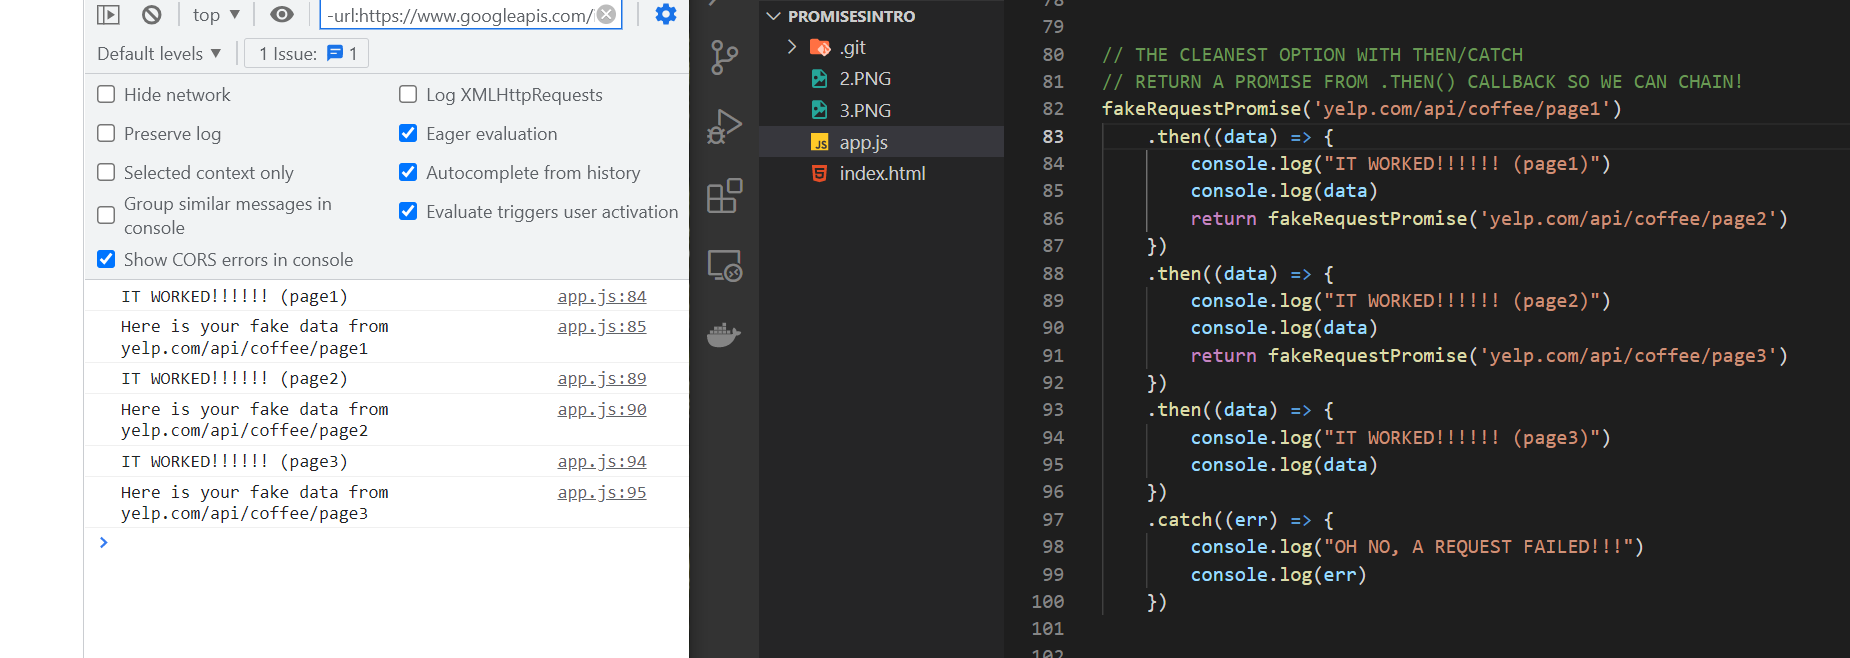 top ▼
-url:https://www.googleapis.com/
Default levels ▼
1 Issue: 1
Hide network
Log XMLHttpRequests
Preserve log
Eager evaluation
Selected context only
Autocomplete from history
Group similar messages in
console
Evaluate triggers user activation
Show CORS errors in console
IT WORKED!!!!!! (page1) app.js:84
Here is your fake data from app.js:85
yelp.com/api/coffee/page1
IT WORKED!!!!!! (page2) app.js:89
Here is your fake data from app.js:90
yelp.com/api/coffee/page2
IT WORKED!!!!!! (page3) app.js:94
Here is your fake data from app.js:95
yelp.com/api/coffee/page3
PROMISESINTRO
.git
2.PNG
3.PNG
JS app.js
index.html
78
79
80 // THE CLEANEST OPTION WITH THEN/CATCH
81 // RETURN A PROMISE FROM .THEN() CALLBACK SO WE CAN CHAIN!
82 fakeRequestPromise('yelp.com/api/coffee/page1')
83 .then((data) => {
84 console.log("IT WORKED!!!!!! (page1)")
85 console.log(data)
86 return fakeRequestPromise('yelp.com/api/coffee/page2')
87 })
88 .then((data) => {
89 console.log("IT WORKED!!!!!! (page2)")
90 console.log(data)
91 return fakeRequestPromise('yelp.com/api/coffee/page3')
92 })
93 .then((data) => {
94 console.log("IT WORKED!!!!!! (page3)")
95 console.log(data)
96 })
97 .catch((err) => {
98 console.log("OH NO, A REQUEST FAILED!!!")
99 console.log(err)
100 })
101
102